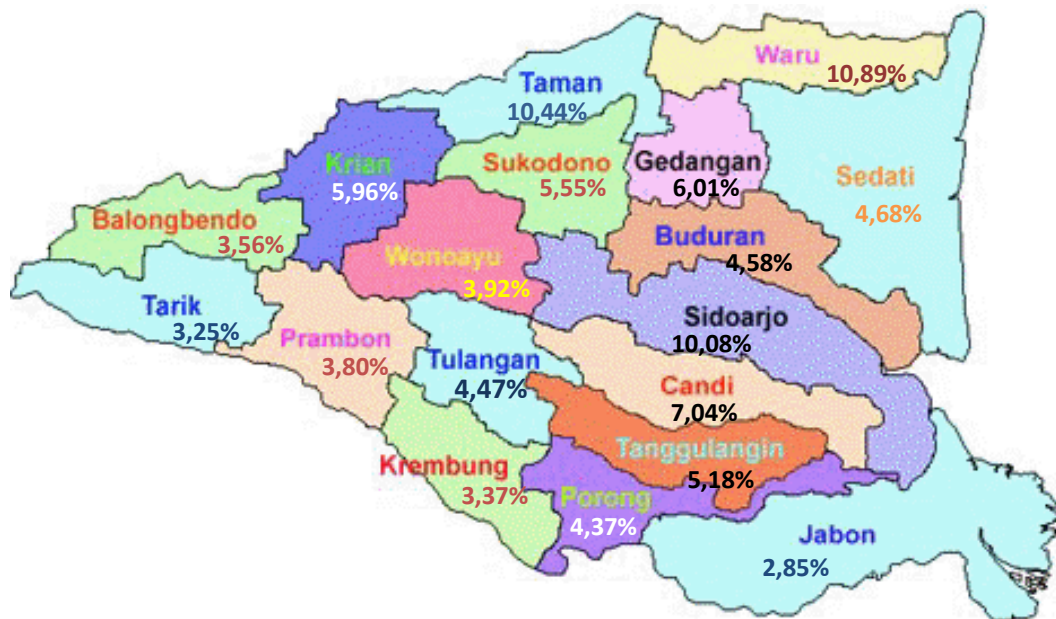 Waru
10,89%
Taman
10,44%
Krian
5,96%
Sukodono
5,55%
Gedangan
6,01%
Sedati
4,68%
Balongbendo
3,56%
Wonoayu
3,92%
Buduran
4,58%
Tarik
3,25%
Prambon
3,80%
Sidoarjo
10,08%
Tulangan
4,47%
Candi
7,04%
Tanggulangin
5,18%
Krembung
3,37%
Porong
4,37%
Jabon
2,85%